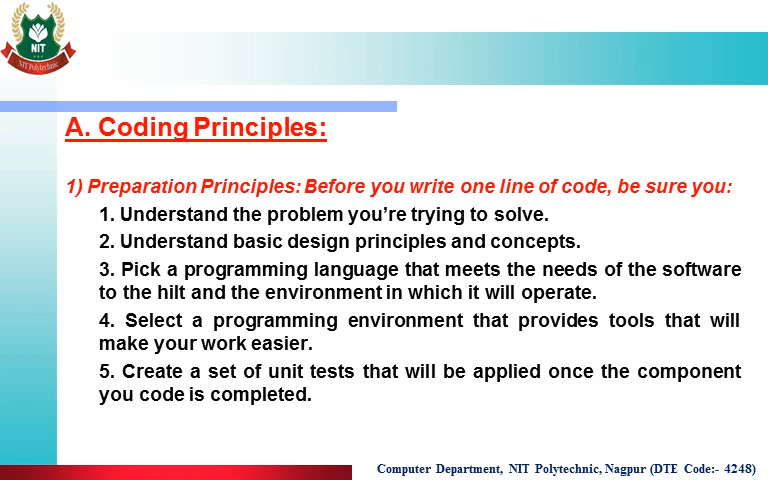 NIT
NIT Polytechnic
A. Coding Principles:
1) Preparation Principles: Before you write one line of code, be sure you:
1. Understand the problem you’re trying to solve.
2. Understand basic design principles and concepts.
3. Pick a programming language that meets the needs of the software
to the hilt and the environment in which it will operate.
4. Select a programming environment that provides tools that will
make your work easier.
5. Create a set of unit tests that will be applied once the component
you code is completed.
Computer Department, NIT Polytechnic, Nagpur (DTE Code:- 4248)